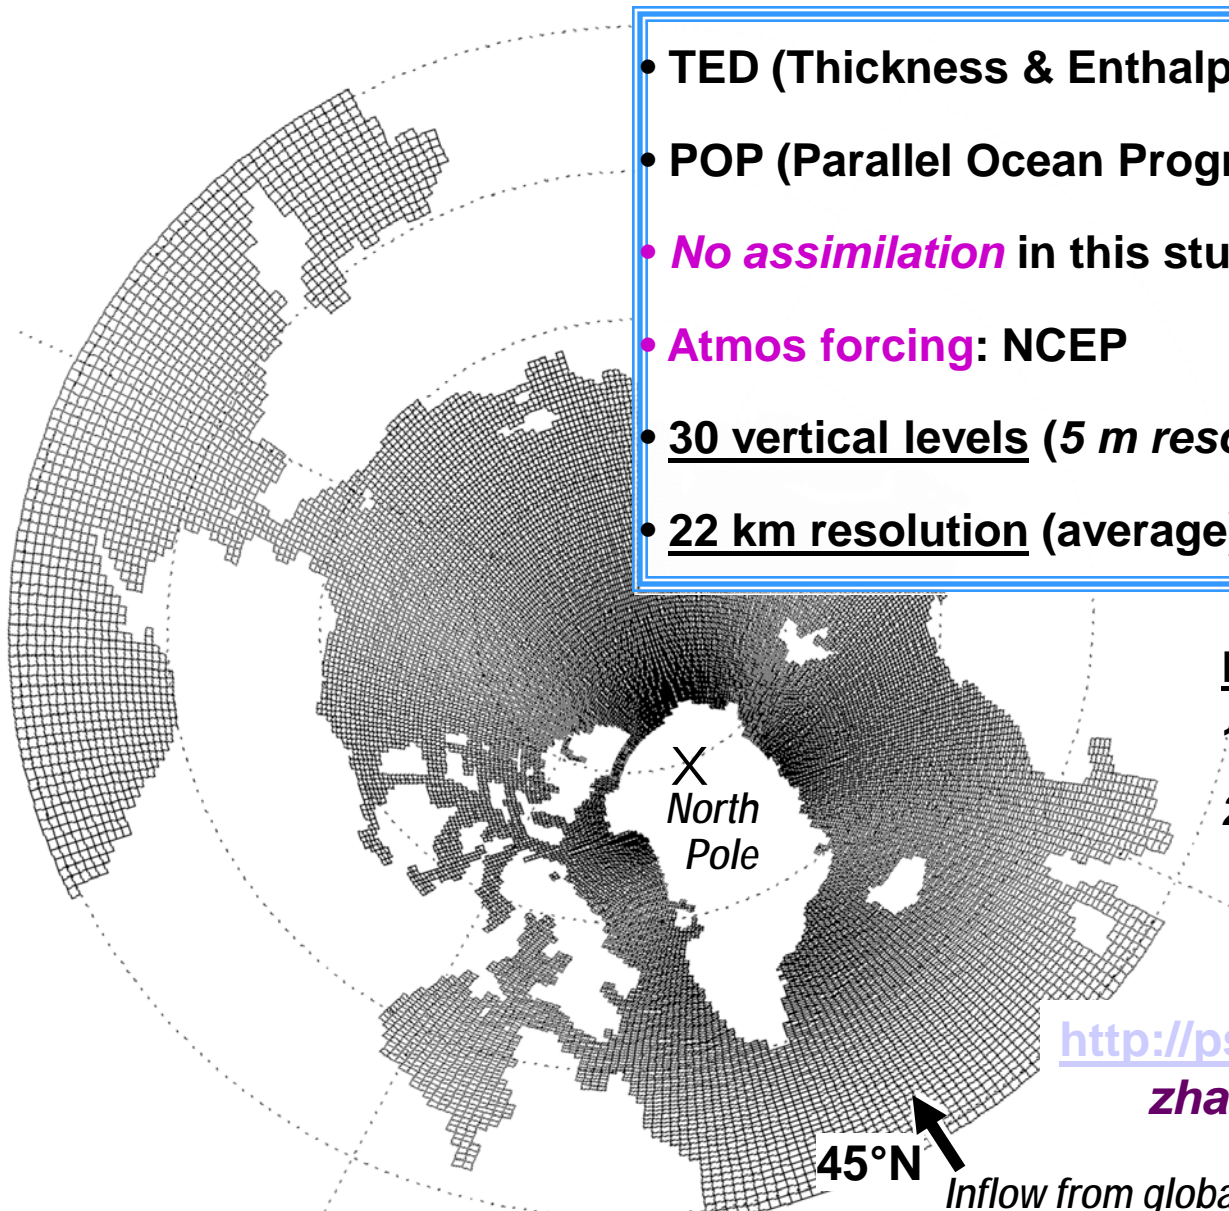 • TED (Thickness & Enthalp
• POP (Parallel Ocean Progr
• No assimilation in this stu
• Atmos forcing: NCEP
• 30 vertical levels (5 m reso
• 22 km resolution (average)
X
North
Pole
http://ps
zha
45°N
Inflow from globa